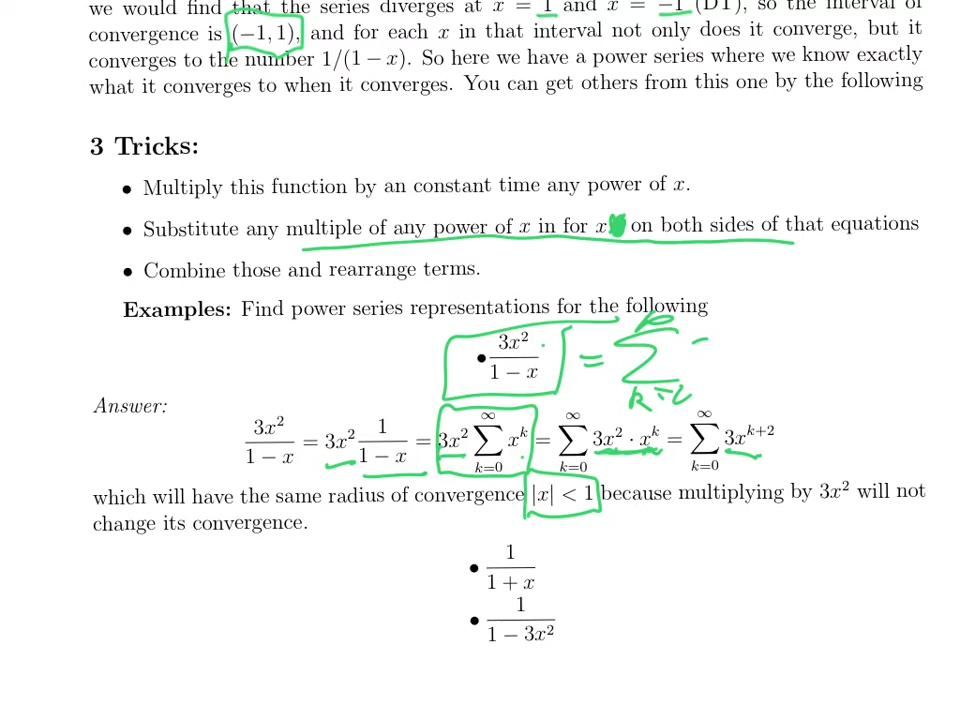 we would find that the series diverges at x = 1 and x = −1 (DT), so the interval of
convergence is (−1, 1), and for each x in that interval not only does it converge, but it
converges to the number 1/(1 − x). So here we have a power series where we know exactly
what it converges to when it converges. You can get others from this one by the following
3 Tricks:
• Multiply this function by an constant time any power of x.
• Substitute any multiple of any power of x in for x on both sides of that equations
• Combine those and rearrange terms.
Examples: Find power series representations for the following
• 3x²/(1 − x) = ∑
Answer:
3x²/(1 − x) = 3x² 1/(1 − x) = 3x² ∑_{k=0}^{∞} x^k = ∑_{k=0}^{∞} 3x² · x^k = ∑_{k=0}^{∞} 3x^{k+2}
which will have the same radius of convergence |x| < 1 because multiplying by 3x² will not
change its convergence.
• 1/(1 + x)
• 1/(1 − 3x²)